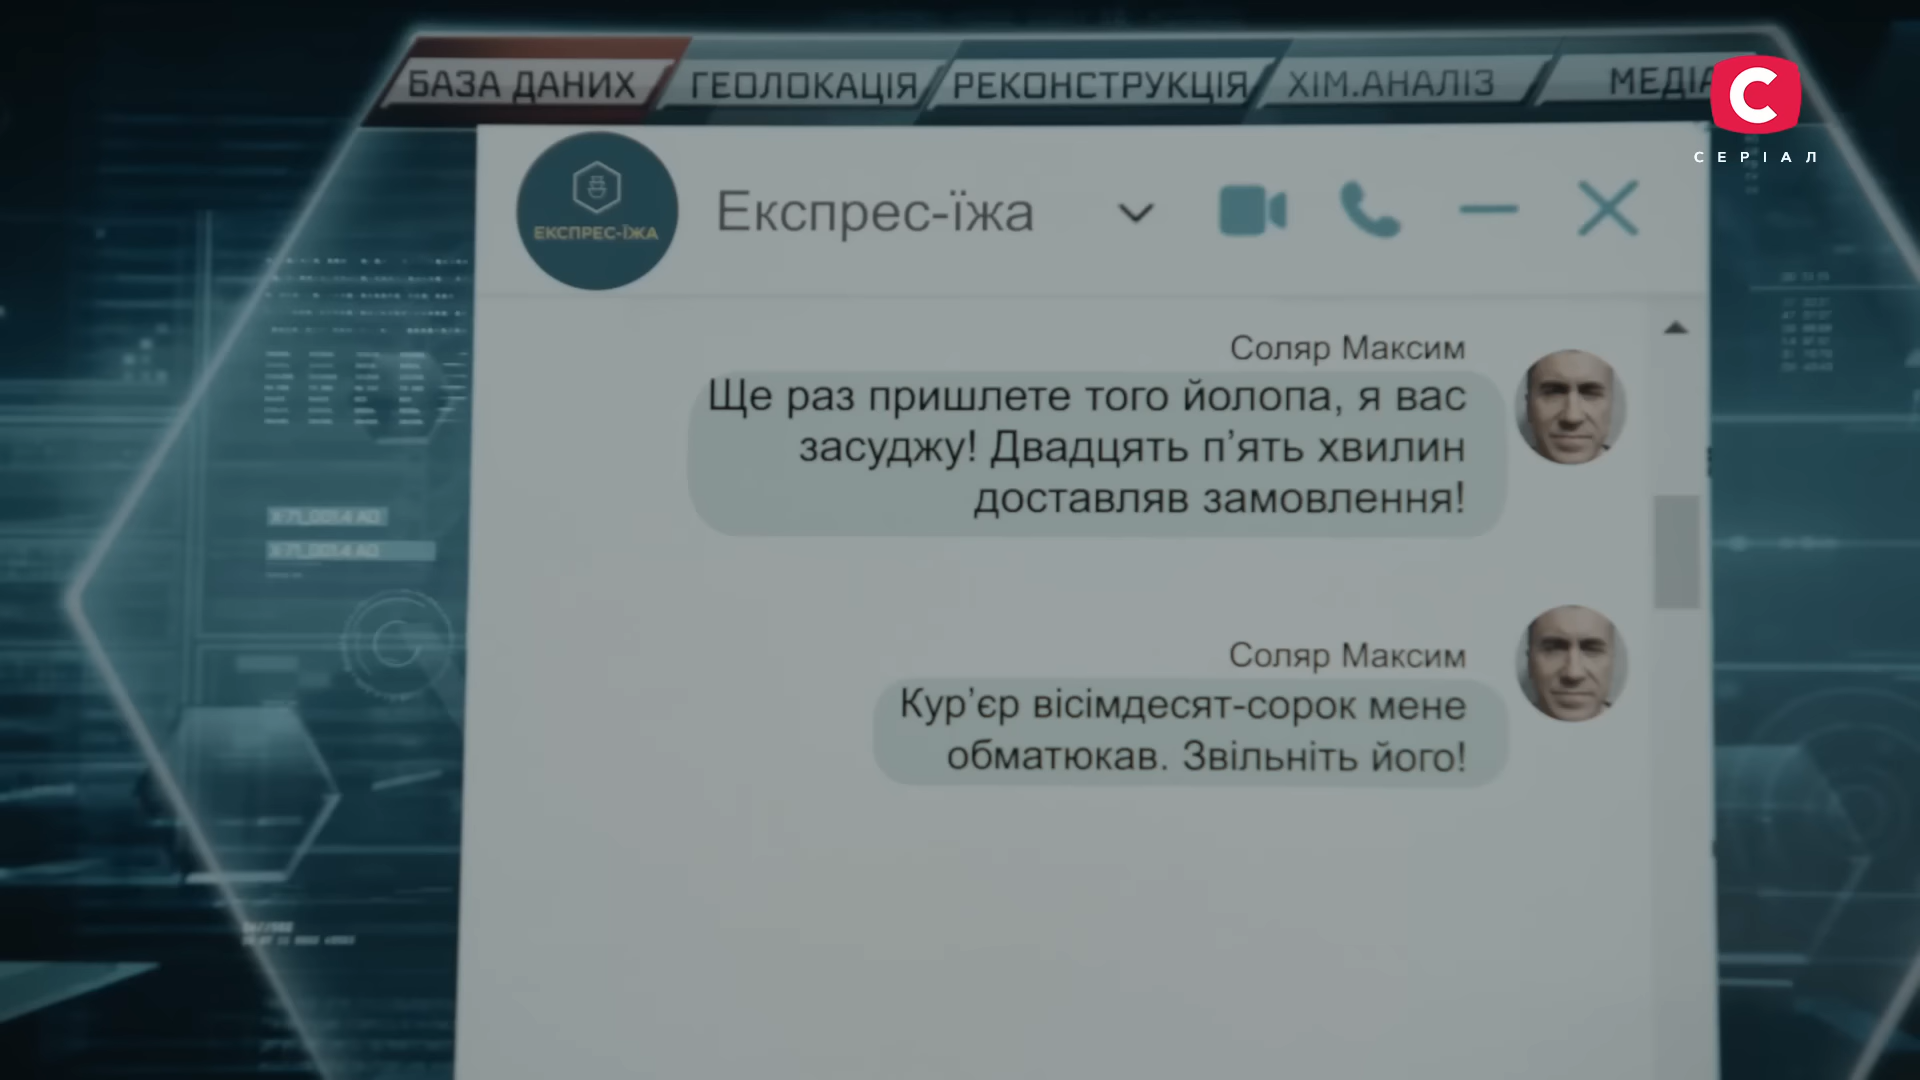 БАЗА ДАНИХ
ГЕОЛОКАЦІЯ
РЕКОНСТРУКЦІЯ
ХІМ.АНАЛІЗ
МЕДІА
С
СЕРІАЛ
ЕКСПРЕС-ЇЖА
Експрес-їжа
Соляр Максим
Ще раз пришлете того йолопа, я вас
засуджу! Двадцять п’ять хвилин
доставляв замовлення!
Соляр Максим
Кур’єр вісімдесят-сорок мене
обматюкав. Звільніть його!